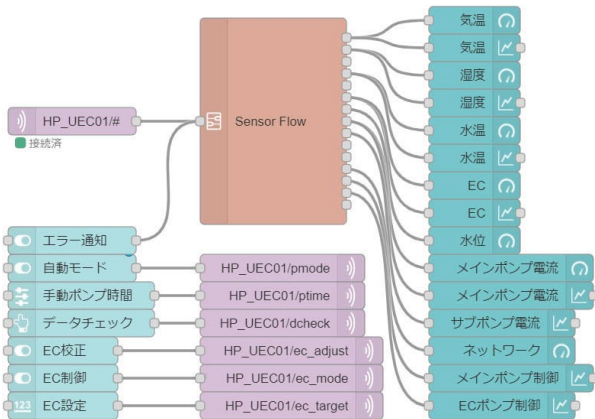 HP_UEC01/#
接続済
Sensor Flow
気温
気温
湿度
湿度
水温
水温
EC
EC
水位
メインポンプ電流
メインポンプ電流
サブポンプ電流
ネットワーク
メインポンプ制御
ECポンプ制御
エラー通知
自動モード
HP_UEC01/pmode
手動ポンプ時間
HP_UEC01/ptime
データチェック
HP_UEC01/dcheck
EC校正
HP_UEC01/ec_adjust
EC制御
HP_UEC01/ec_mode
123 EC設定
HP_UEC01/ec_target